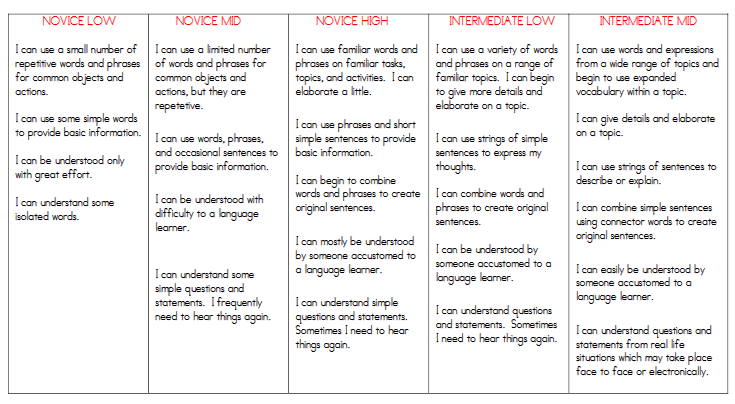 NOVICE LOW
I can use a small number of
repetitive words and phrases
for common objects and
actions.
I can use some simple words
to provide basic information.
I can be understood only
with great effort.
I can understand some
isolated words.
NOVICE MID
I can use a limited number
of words and phrases for
common objects and
actions, but they are
repetetive.
I can use words, phrases,
and occasional sentences to
provide basic information.
I can be understood with
difficulty to a language
learner.
I can understand some
simple questions and
statements. I frequently
need to hear things again.
NOVICE HIGH
I can use familiar words and
phrases on familiar tasks,
topics, and activities. I can
elaborate a little.
I can use phrases and short
simple sentences to provide
basic information.
I can begin to combine
words and phrases to create
original sentences.
I can mostly be understood
by someone accustomed to
a language learner.
I can understand simple
questions and statements.
Sometimes I need to hear
things again.
INTERMEDIATE LOW
I can use a variety of words
and phrases on a range of
familiar topics. I can begin
to give more details and
elaborate on a topic.
I can use strings of simple
sentences to express my
thoughts.
I can combine words and
phrases to create original
sentences.
I can be understood by
someone accustomed to a
language learner.
I can understand questions
and statements. Sometimes
I need to hear things again.
INTERMEDIATE MID
I can use words and expressions
from a wide range of topics and
begin to use expanded
vocabulary within a topic.
I can give details and elaborate
on a topic.
I can use strings of sentences to
describe or explain.
I can combine simple sentences
using connector words to create
original sentences.
I can easily be understood by
someone accustomed to a
language learner.
I can understand questions and
statements from real life
situations which may take place
face to face or electronically.